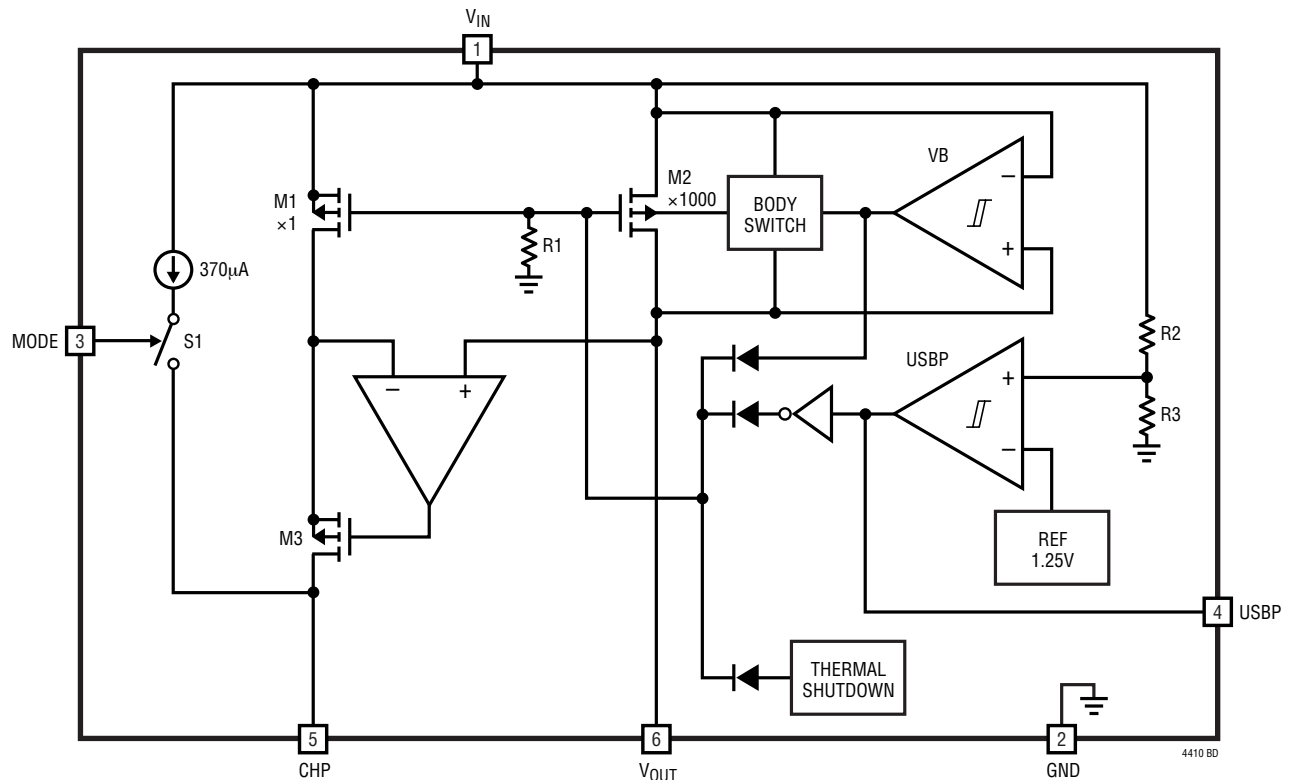 VIN
1
M1
×1
M2
×1000
BODY
SWITCH
VB
−
+
R1
370µA
MODE 3
S1
R2
USBP
+
−
R3
− +
M3
REF
1.25V
4 USBP
THERMAL
SHUTDOWN
5
CHP
6
VOUT
2
GND
4410 BD